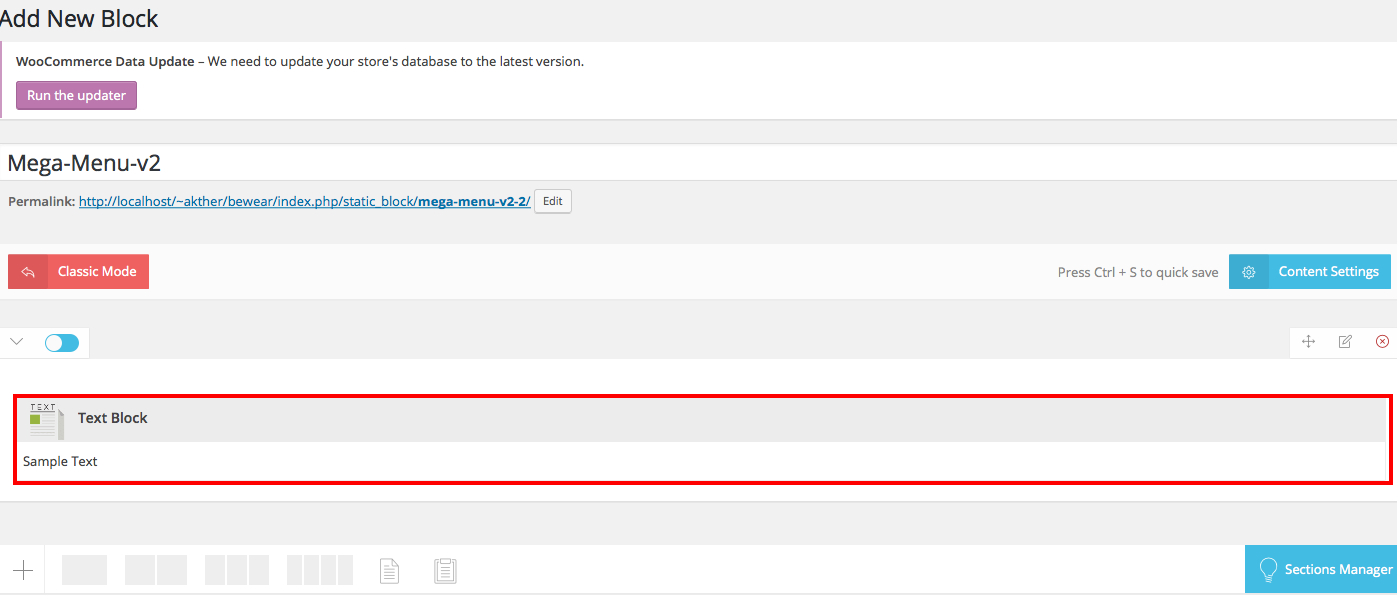 Add New Block
WooCommerce Data Update – We need to update your store's database to the latest version.
Run the updater
Mega-Menu-v2
Permalink: http://localhost/~akther/bewear/index.php/static_block/mega-menu-v2-2/ Edit
Classic Mode
Press Ctrl + S to quick save
Content Settings
TEXT
Text Block
Sample Text
Sections Manager